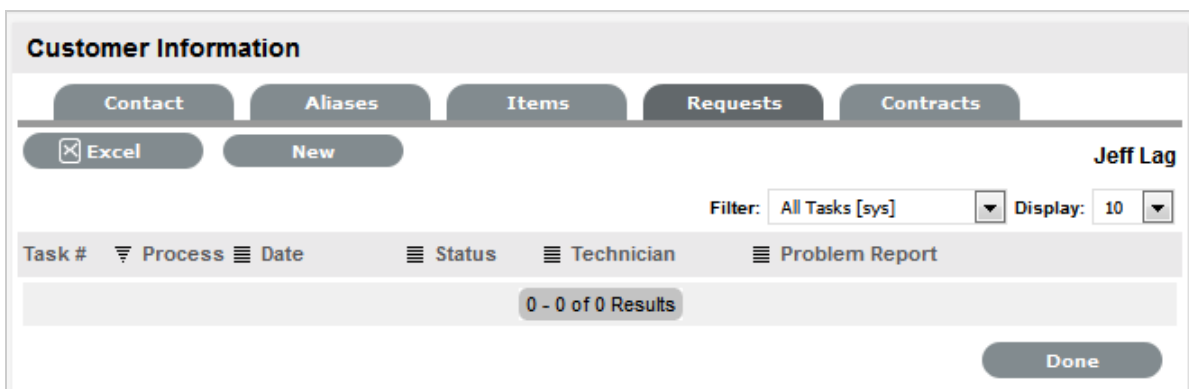 Customer Information
Contact Aliases Items Requests Contracts
Excel New
Jeff Lag
Filter: All Tasks [sys] Display: 10
Task # Process Date Status Technician Problem Report
0 - 0 of 0 Results
Done